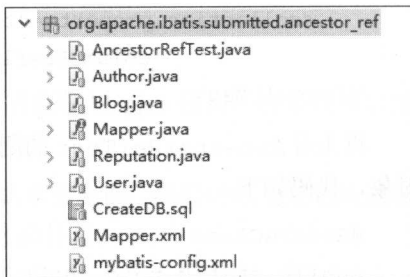 org.apache.ibatis.submitted.ancestor_ref
AncestorRefTest.java
Author.java
Blog.java
Mapper.java
Reputation.java
User.java
CreateDB.sql
Mapper.xml
mybatis-config.xml